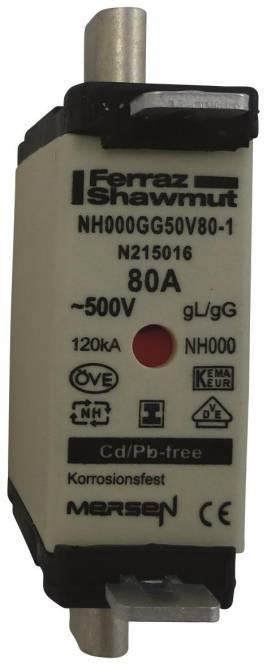 Ferraz
Shawmut
NH000GG50V80-1
N215016
80A
~500V gL/gG
120kA NH000
ÖVE KEMA KEUR
NH VDE
Cd/Pb-free
Korrosionsfest
MERSEN CE